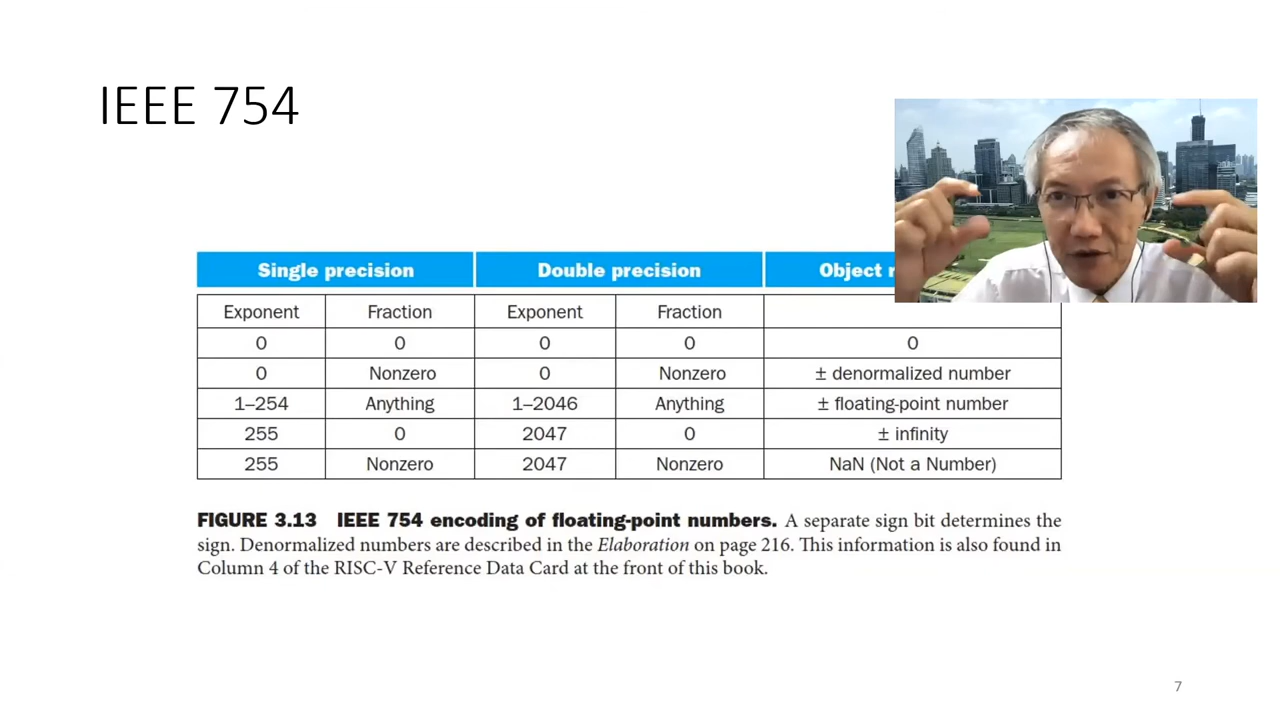 IEEE 754
Single precision Double precision Object
Exponent Fraction Exponent Fraction
0 0 0 0 0
0 Nonzero 0 Nonzero ± denormalized number
1–254 Anything 1–2046 Anything ± floating-point number
255 0 2047 0 ± infinity
255 Nonzero 2047 Nonzero NaN (Not a Number)
FIGURE 3.13 IEEE 754 encoding of floating-point numbers. A separate sign bit determines the
sign. Denormalized numbers are described in the Elaboration on page 216. This information is also found in
Column 4 of the RISC-V Reference Data Card at the front of this book.
7